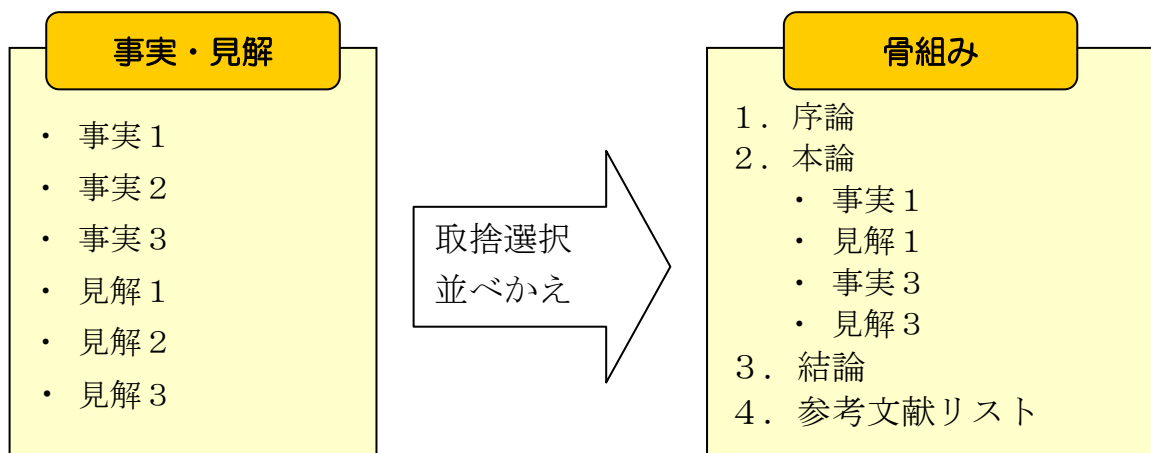 事実・見解
・ 事実１
・ 事実２
・ 事実３
・ 見解１
・ 見解２
・ 見解３
取捨選択
並べかえ
骨組み
１．序論
２．本論
・ 事実１
・ 見解１
・ 事実３
・ 見解３
３．結論
４．参考文献リスト